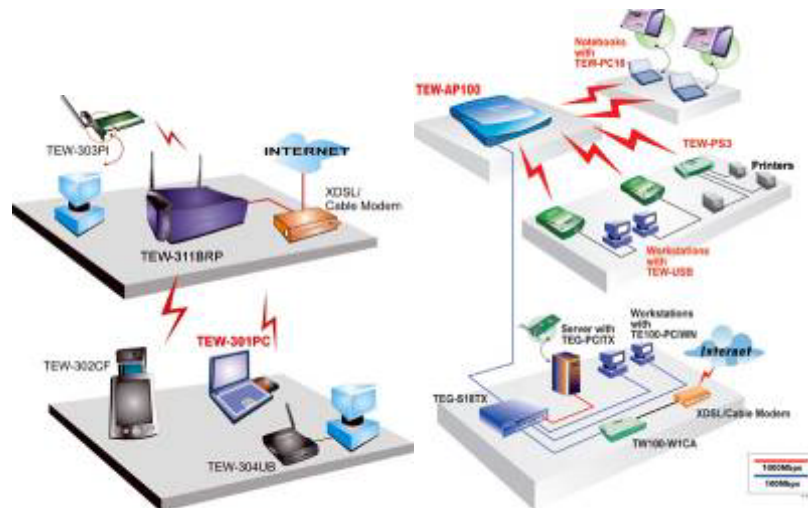 TEW-303PI
INTERNET
XDSL/
Cable Modem
TEW-311BRP
TEW-302CF
TEW-301PC
TEW-304UB
Notebooks
with
TEW-PC16
TEW-AP100
TEW-PS3
Printers
Workstations
with
TEW-USB
Server with
TEG-PCITX
Workstations
with
TE100-PCIWN
Internet
TEG-S18TX
XDSL/Cable Modem
TW100-W1CA
1000Mbps
100Mbps